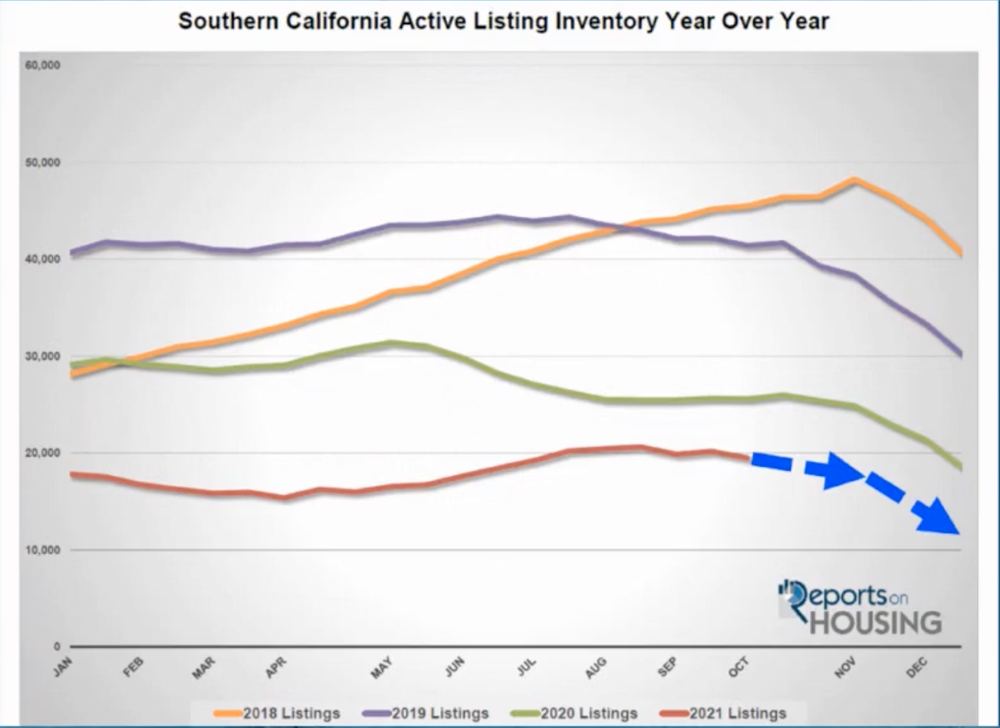 Southern California Active Listing Inventory Year Over Year
60,000
50,000
40,000
30,000
20,000
10,000
0
JAN FEB MAR APR MAY JUN JUL AUG SEP OCT NOV DEC
Reports on
HOUSING
2018 Listings 2019 Listings 2020 Listings 2021 Listings